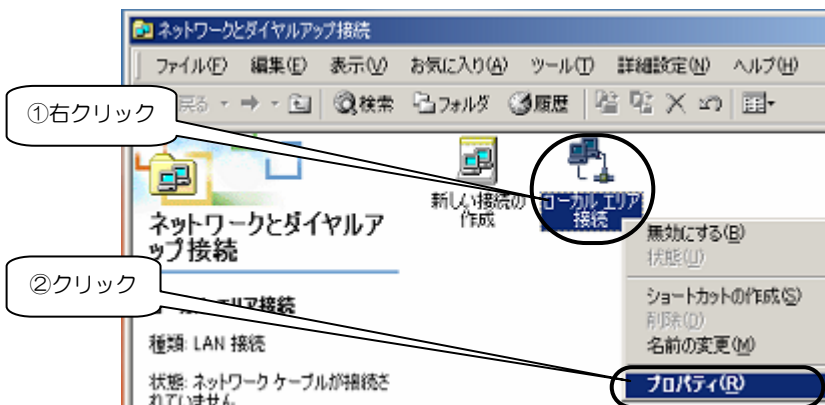 ネットワークとダイヤルアップ接続
ファイル(F) 編集(E) 表示(V) お気に入り(A) ツール(T) 詳細設定(N) ヘルプ(H)
戻る 検索 フォルダ 履歴
①右クリック
新しい接続の
作成
ローカル エリア
接続
ネットワークとダイヤルア
ップ接続
無効にする(B)
状態(U)
②クリック
ショートカットの作成(S)
削除(D)
名前の変更(M)
プロパティ(R)
エリア接続
種類: LAN 接続
状態: ネットワーク ケーブルが接続さ
れていません